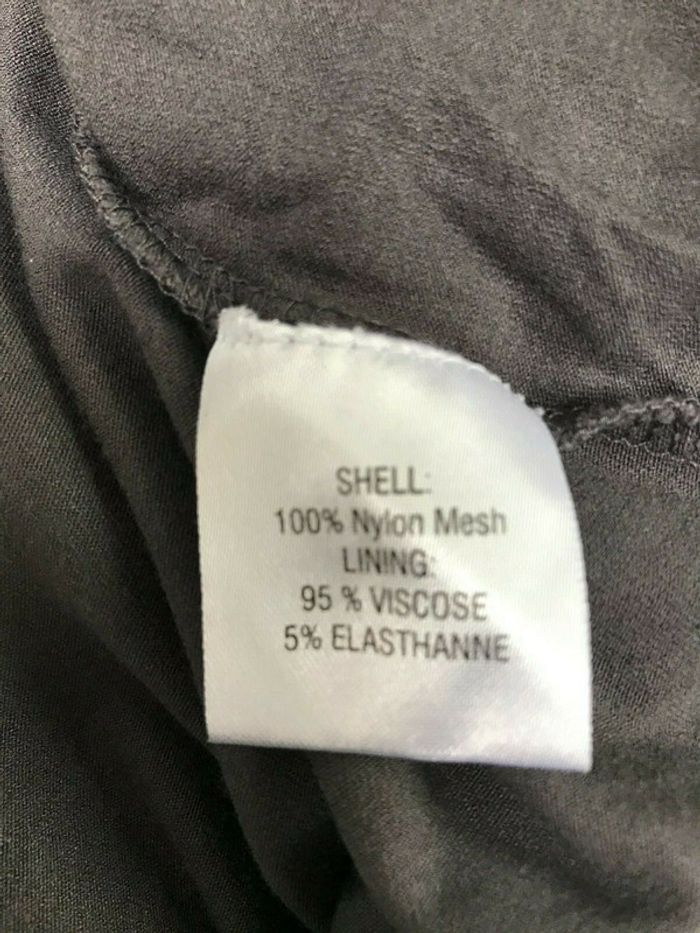 SHELL:
100% Nylon Mesh
LINING:
95 % VISCOSE
5% ELASTHANNE